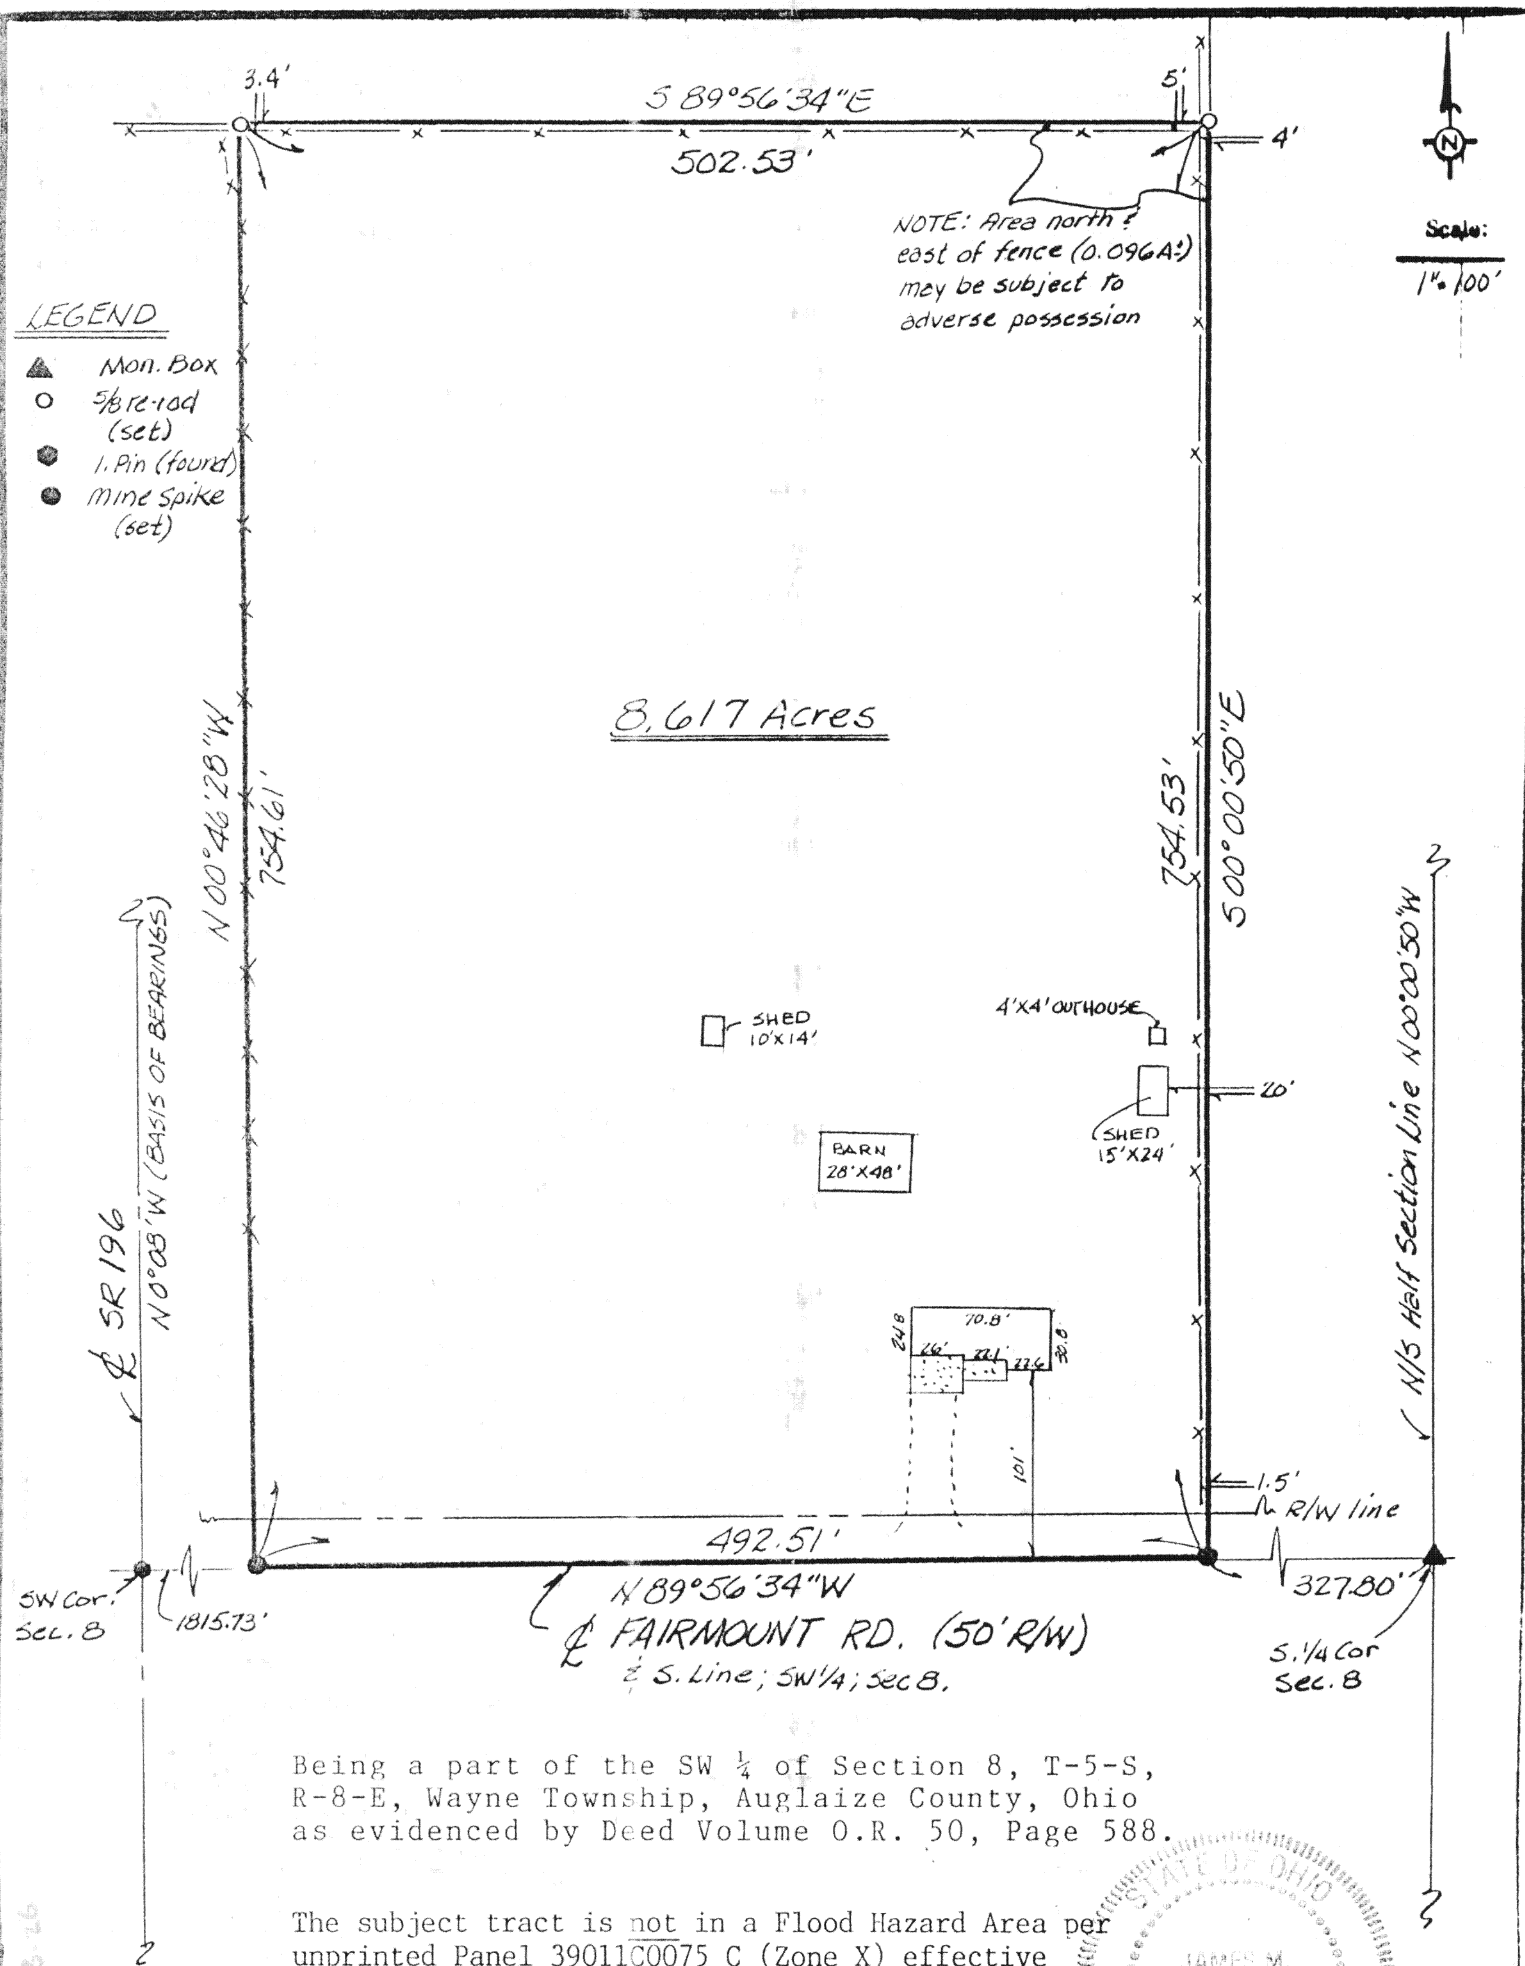 3.4'
S 89°56'34"E
5'
502.53'
4'
N
NOTE: Area north &
east of fence (0.096A±)
may be subject to
adverse possession
Scale:
1"=100'
LEGEND
Mon. Box
5/8 re-rod
(set)
I. Pin (found)
Mine Spike
(set)
8.617 Acres
N 00°46'28"W
754.61'
754.53'
S 00°00'50"E
℄ SR 196
N 0°08'W (BASIS OF BEARINGS)
N/S Half Section Line N 00°00'50"W
SHED
10'X14'
4'X4' OUTHOUSE
20'
SHED
15'X24'
BARN
28'X48'
70.8'
24.8
26'
22.1'
22.6
30.8'
101'
1.5'
R/W line
492.51'
N 89°56'34"W
℄ FAIRMOUNT RD. (50' R/W)
& S. Line; SW 1/4; Sec 8.
SW Cor.
Sec. 8
1815.73'
327.80'
S. 1/4 Cor
Sec. 8
Being a part of the SW ¼ of Section 8, T-5-S,
R-8-E, Wayne Township, Auglaize County, Ohio
as evidenced by Deed Volume O.R. 50, Page 588.
STATE OF OHIO
JAMES M.
The subject tract is not in a Flood Hazard Area per
unprinted Panel 39011C0075 C (Zone X) effective